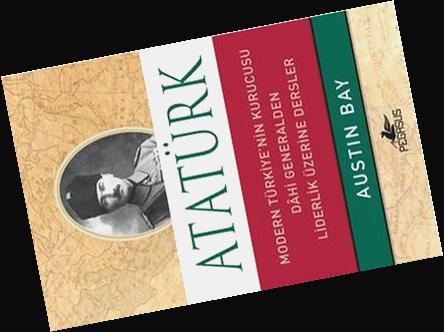 ATATÜRK
MODERN TÜRKİYE'NİN KURUCUSU
DÂHİ GENERALDEN
LİDERLİK ÜZERİNE DERSLER
AUSTIN BAY
PEGASUS